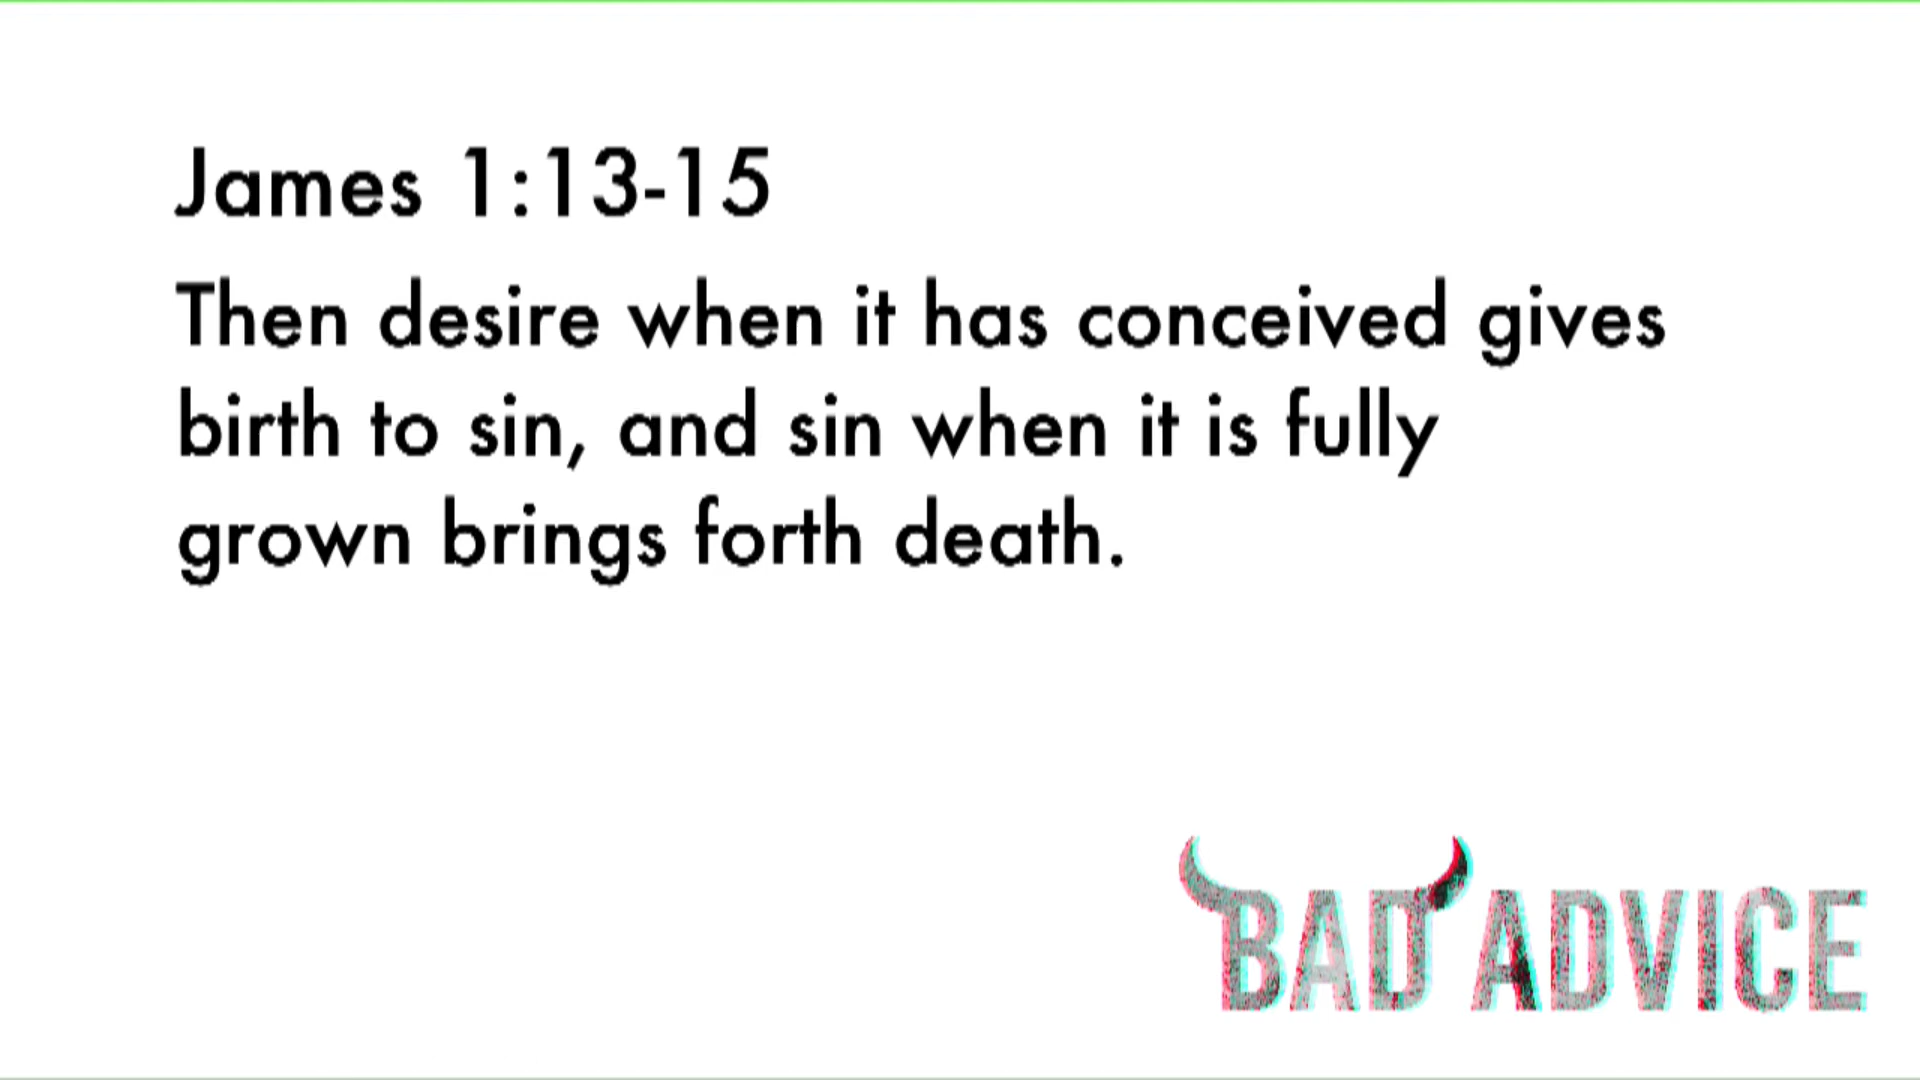 James 1:13-15
Then desire when it has conceived gives
birth to sin, and sin when it is fully
grown brings forth death.
BAD ADVICE